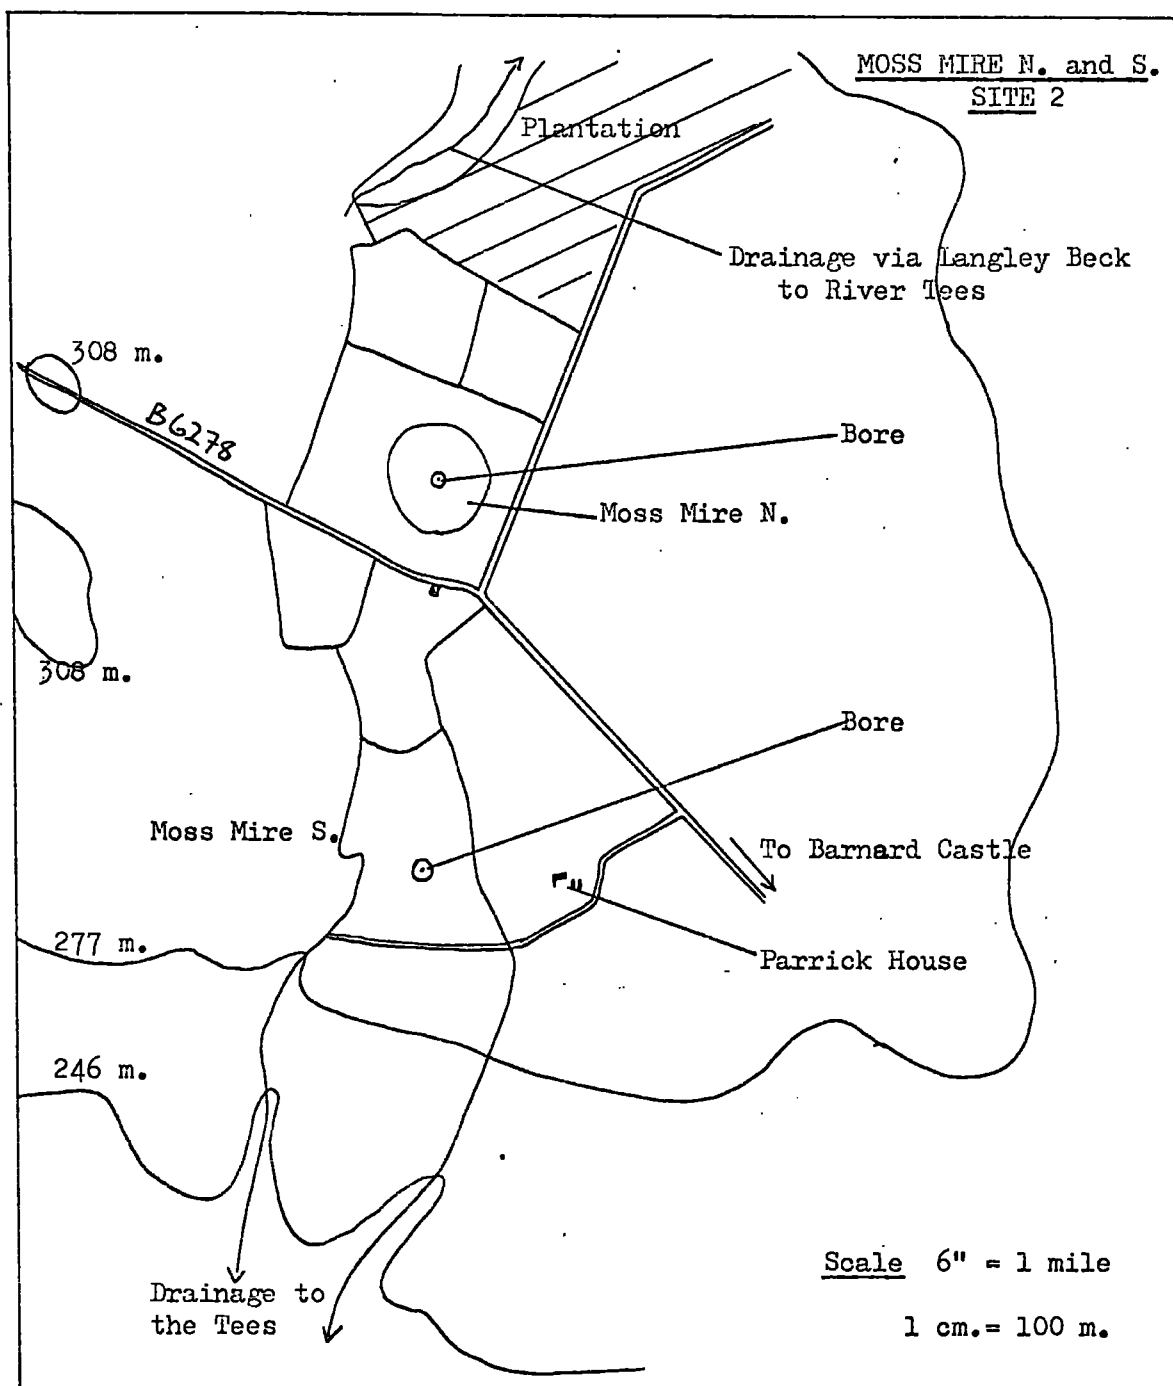 MOSS MIRE N. and S.
SITE 2
Plantation
Drainage via Langley Beck
to River Tees
308 m.
B6278
Bore
Moss Mire N.
308 m.
Bore
Moss Mire S.
To Barnard Castle
277 m.
Parrick House
246 m.
Scale 6" = 1 mile
Drainage to
the Tees
1 cm.= 100 m.